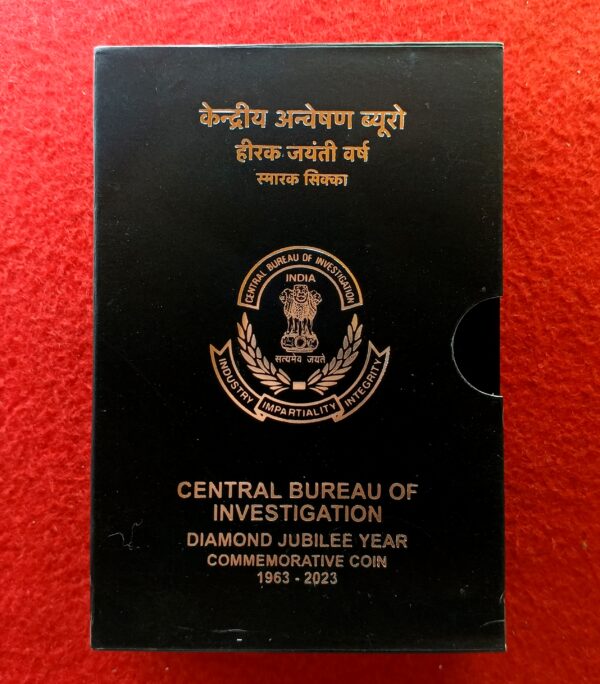 केन्द्रीय अन्वेषण ब्यूरो
हीरक जयंती वर्ष
स्मारक सिक्का
CENTRAL BUREAU OF INVESTIGATION
INDIA
सत्यमेव जयते
INDUSTRY IMPARTIALITY INTEGRITY
CENTRAL BUREAU OF
INVESTIGATION
DIAMOND JUBILEE YEAR
COMMEMORATIVE COIN
1963 - 2023